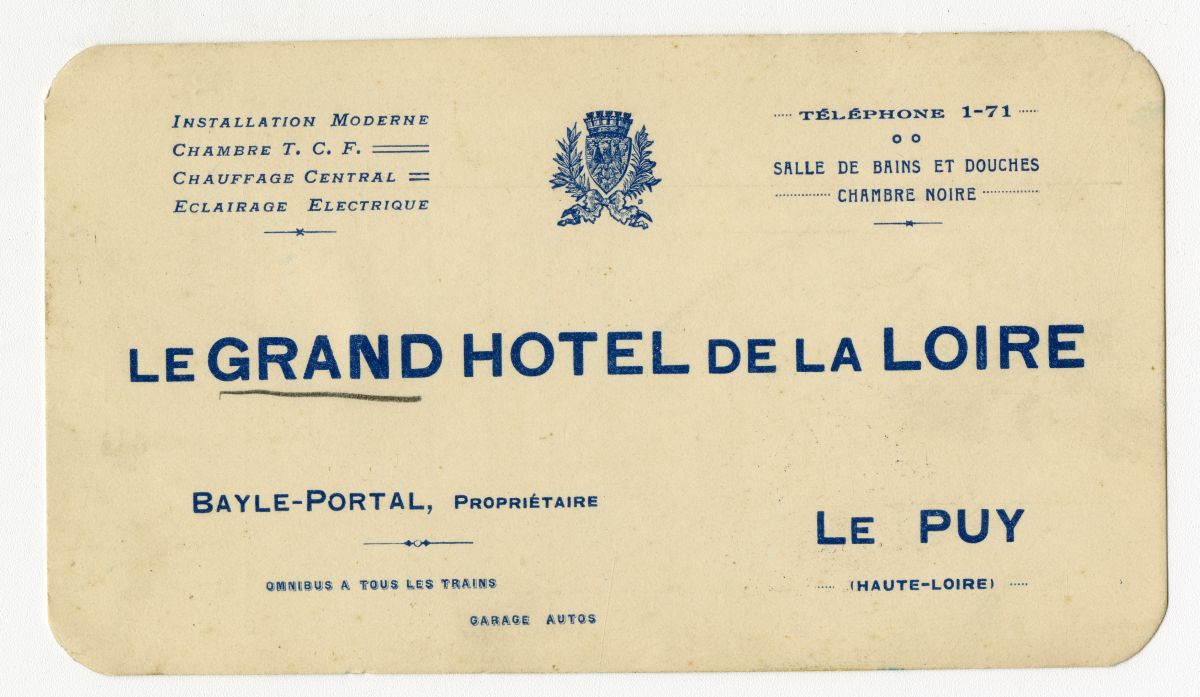 INSTALLATION MODERNE
CHAMBRE T. C. F.
CHAUFFAGE CENTRAL
ECLAIRAGE ELECTRIQUE
TÉLÉPHONE 1-71
SALLE DE BAINS ET DOUCHES
CHAMBRE NOIRE
LE GRAND HOTEL DE LA LOIRE
BAYLE-PORTAL, PROPRIÉTAIRE
OMNIBUS A TOUS LES TRAINS
GARAGE AUTOS
LE PUY
(HAUTE-LOIRE)